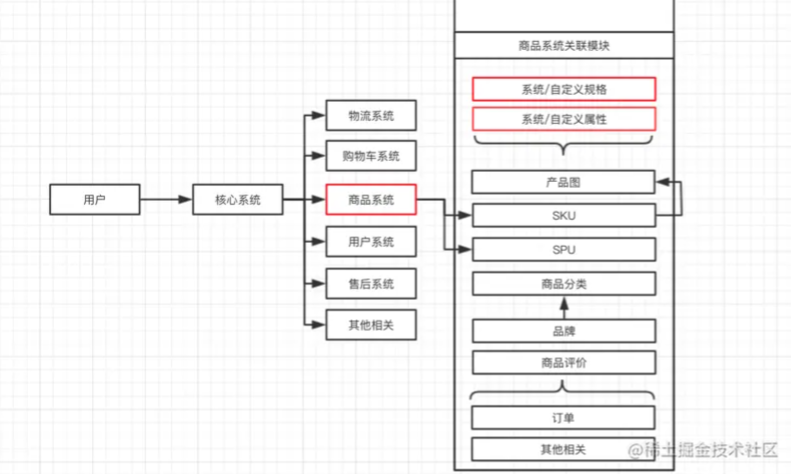 商品系统关联模块
系统/自定义规格
系统/自定义属性
物流系统
购物车系统
用户
核心系统
商品系统
用户系统
售后系统
其他相关
产品图
SKU
SPU
商品分类
品牌
商品评价
订单
其他相关
@稀土掘金技术社区